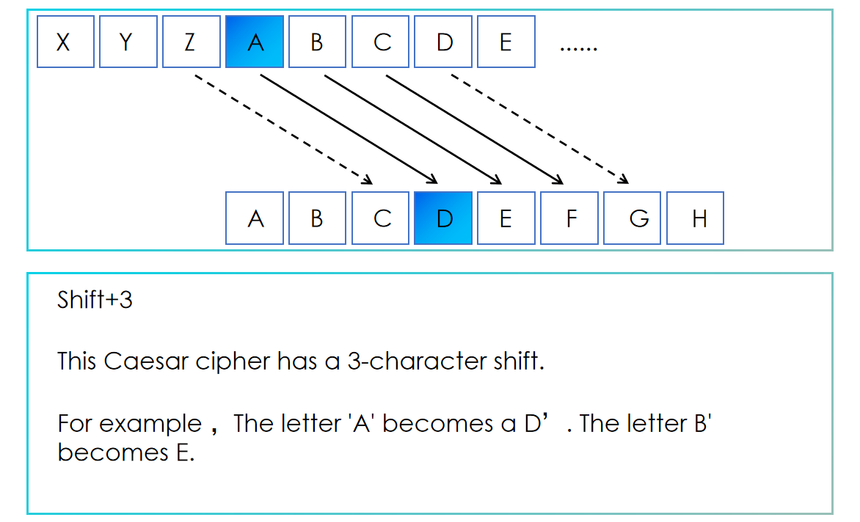 X Y Z A B C D E ......
A B C D E F G H
Shift+3
This Caesar cipher has a 3-character shift.
For example ，The letter 'A' becomes a D’ . The letter B'
becomes E.